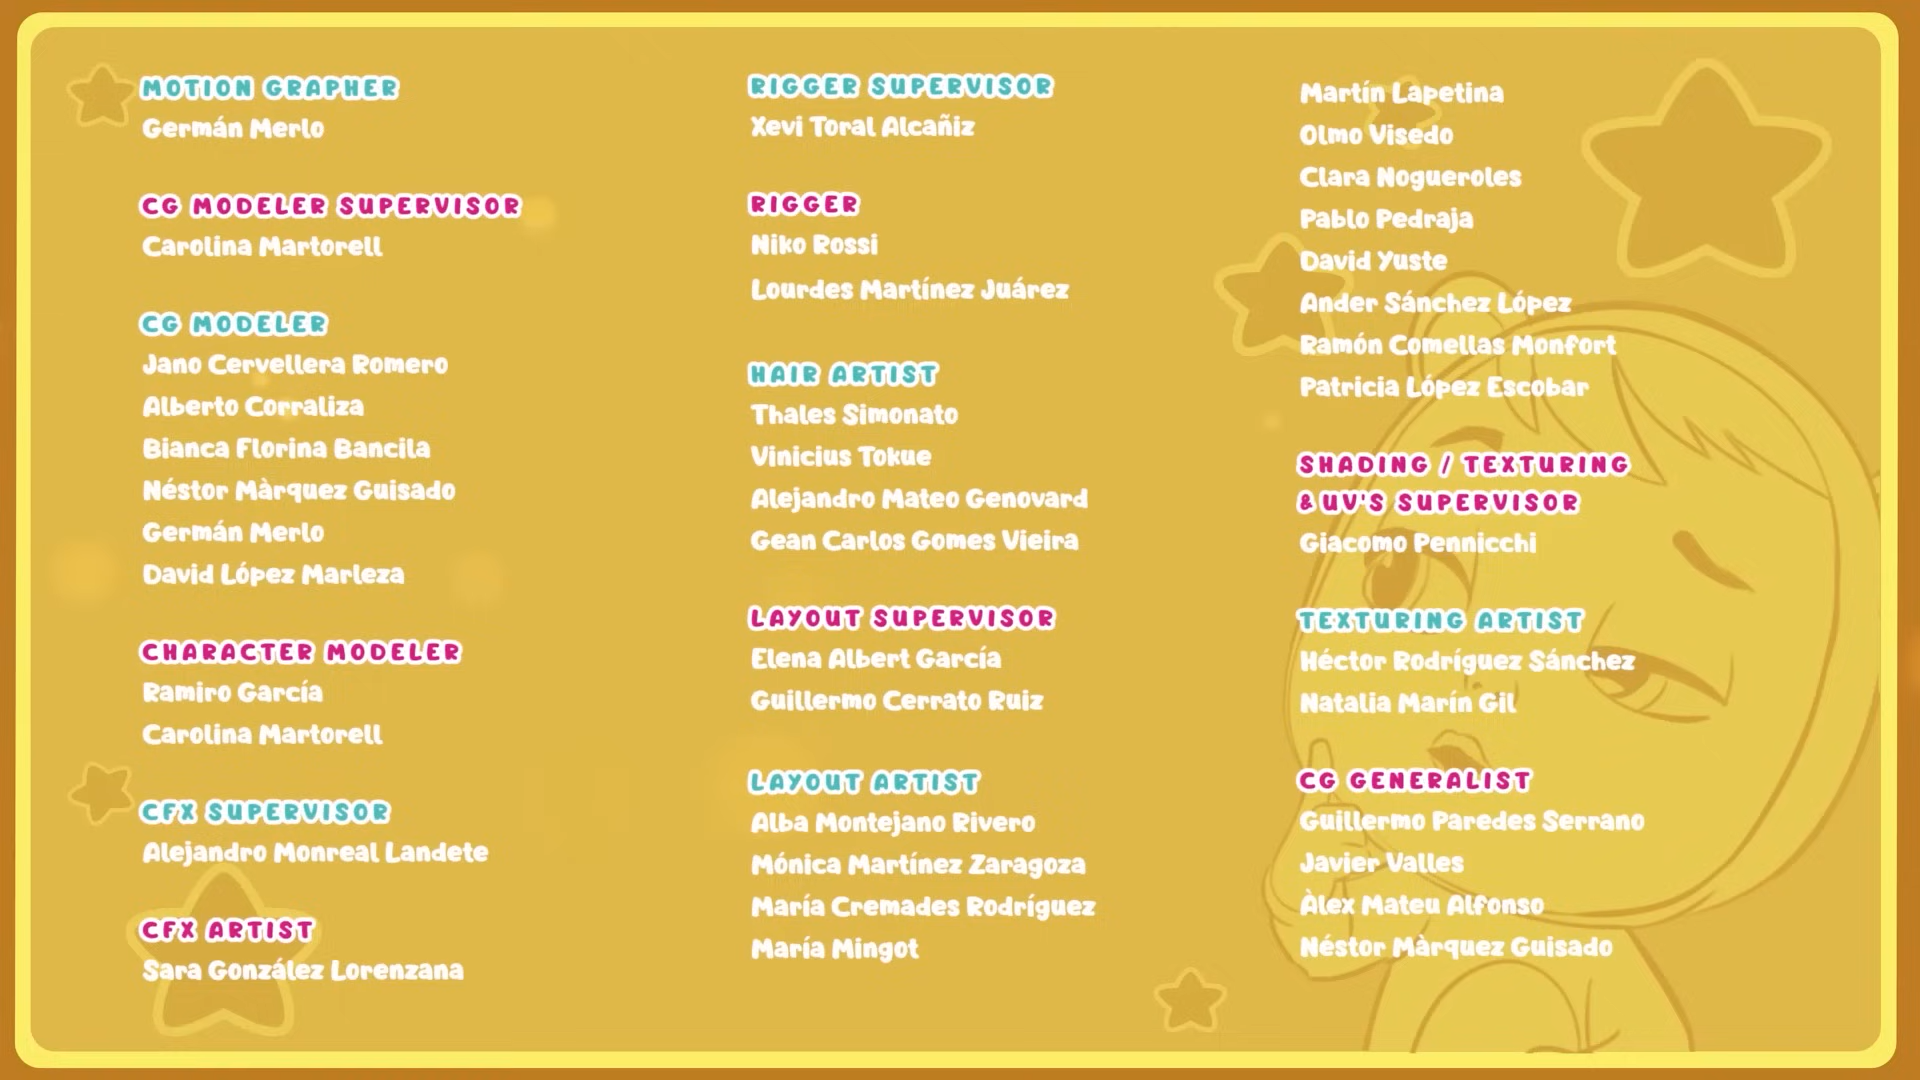 MOTION GRAPHER
Germán Merlo
CG MODELER SUPERVISOR
Carolina Martorell
CG MODELER
Jano Cervellera Romero
Alberto Corraliza
Bianca Florina Bancila
Néstor Màrquez Guisado
Germán Merlo
David López Marleza
CHARACTER MODELER
Ramiro García
Carolina Martorell
CFX SUPERVISOR
Alejandro Monreal Landete
CFX ARTIST
Sara González Lorenzana
RIGGER SUPERVISOR
Xevi Toral Alcañiz
RIGGER
Niko Rossi
Lourdes Martínez Juárez
HAIR ARTIST
Thales Simonato
Vinicius Tokue
Alejandro Mateo Genovard
Gean Carlos Gomes Vieira
LAYOUT SUPERVISOR
Elena Albert García
Guillermo Cerrato Ruiz
LAYOUT ARTIST
Alba Montejano Rivero
Mónica Martínez Zaragoza
María Cremades Rodríguez
María Mingot
Martín Lapetina
Olmo Visedo
Clara Nogueroles
Pablo Pedraja
David Yuste
Ander Sánchez López
Ramón Comellas Monfort
Patricia López Escobar
SHADING / TEXTURING
& UV'S SUPERVISOR
Giacomo Pennicchi
TEXTURING ARTIST
Héctor Rodríguez Sánchez
Natalia Marín Gil
CG GENERALIST
Guillermo Paredes Serrano
Javier Valles
Àlex Mateu Alfonso
Néstor Màrquez Guisado